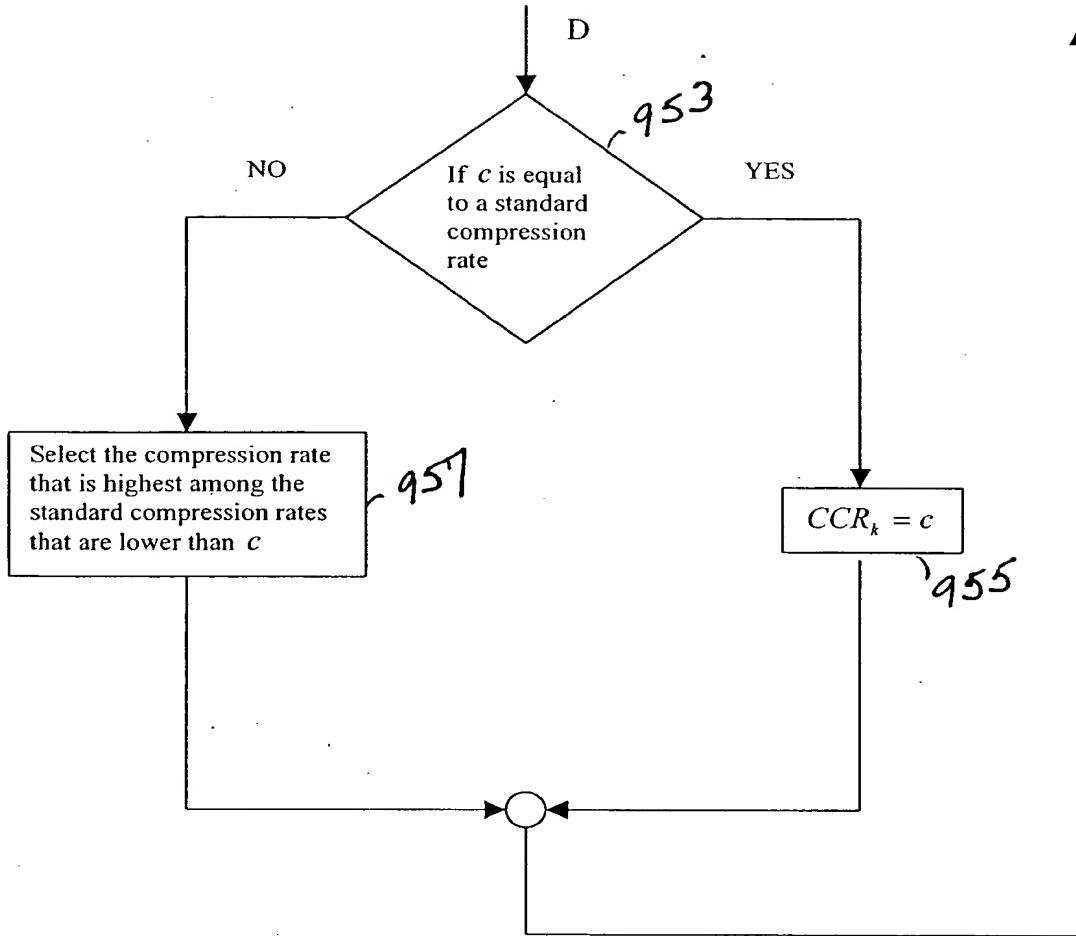 D
953
NO
If c is equal
to a standard
compression
rate
YES
Select the compression rate
that is highest among the
standard compression rates
that are lower than c
957
CCR_k = c
955